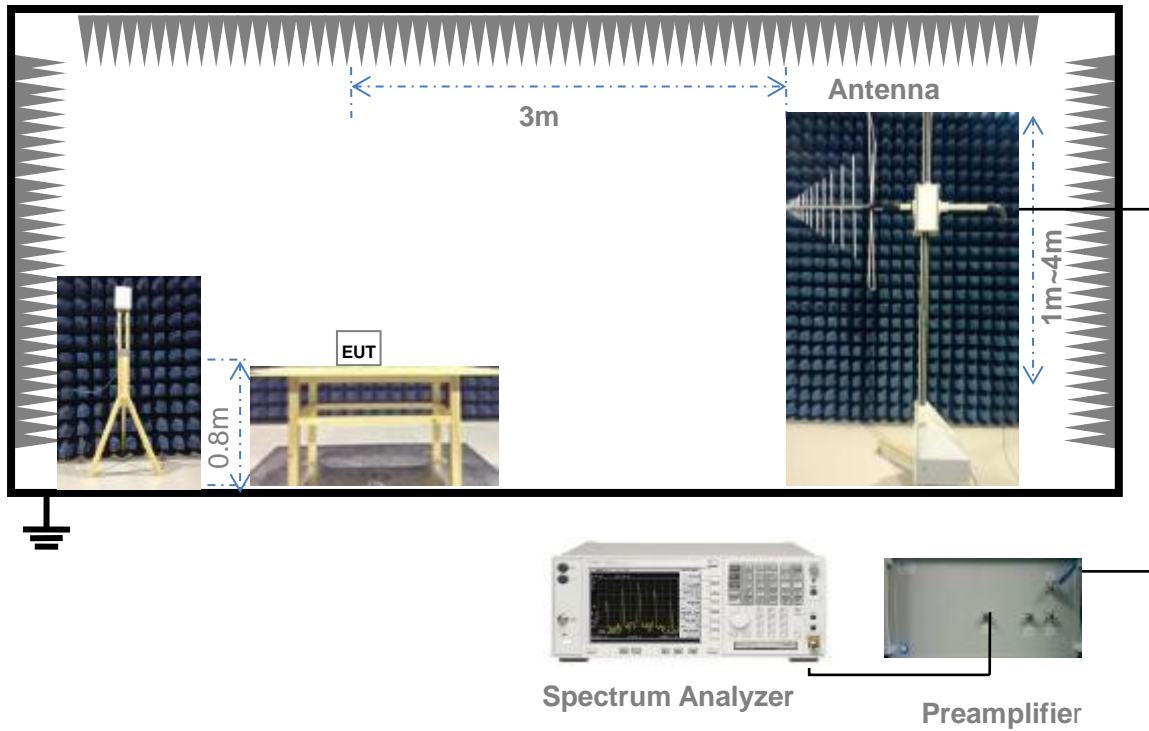 Antenna
3m
1m~4m
EUT
0.8m
Spectrum Analyzer
Preamplifier